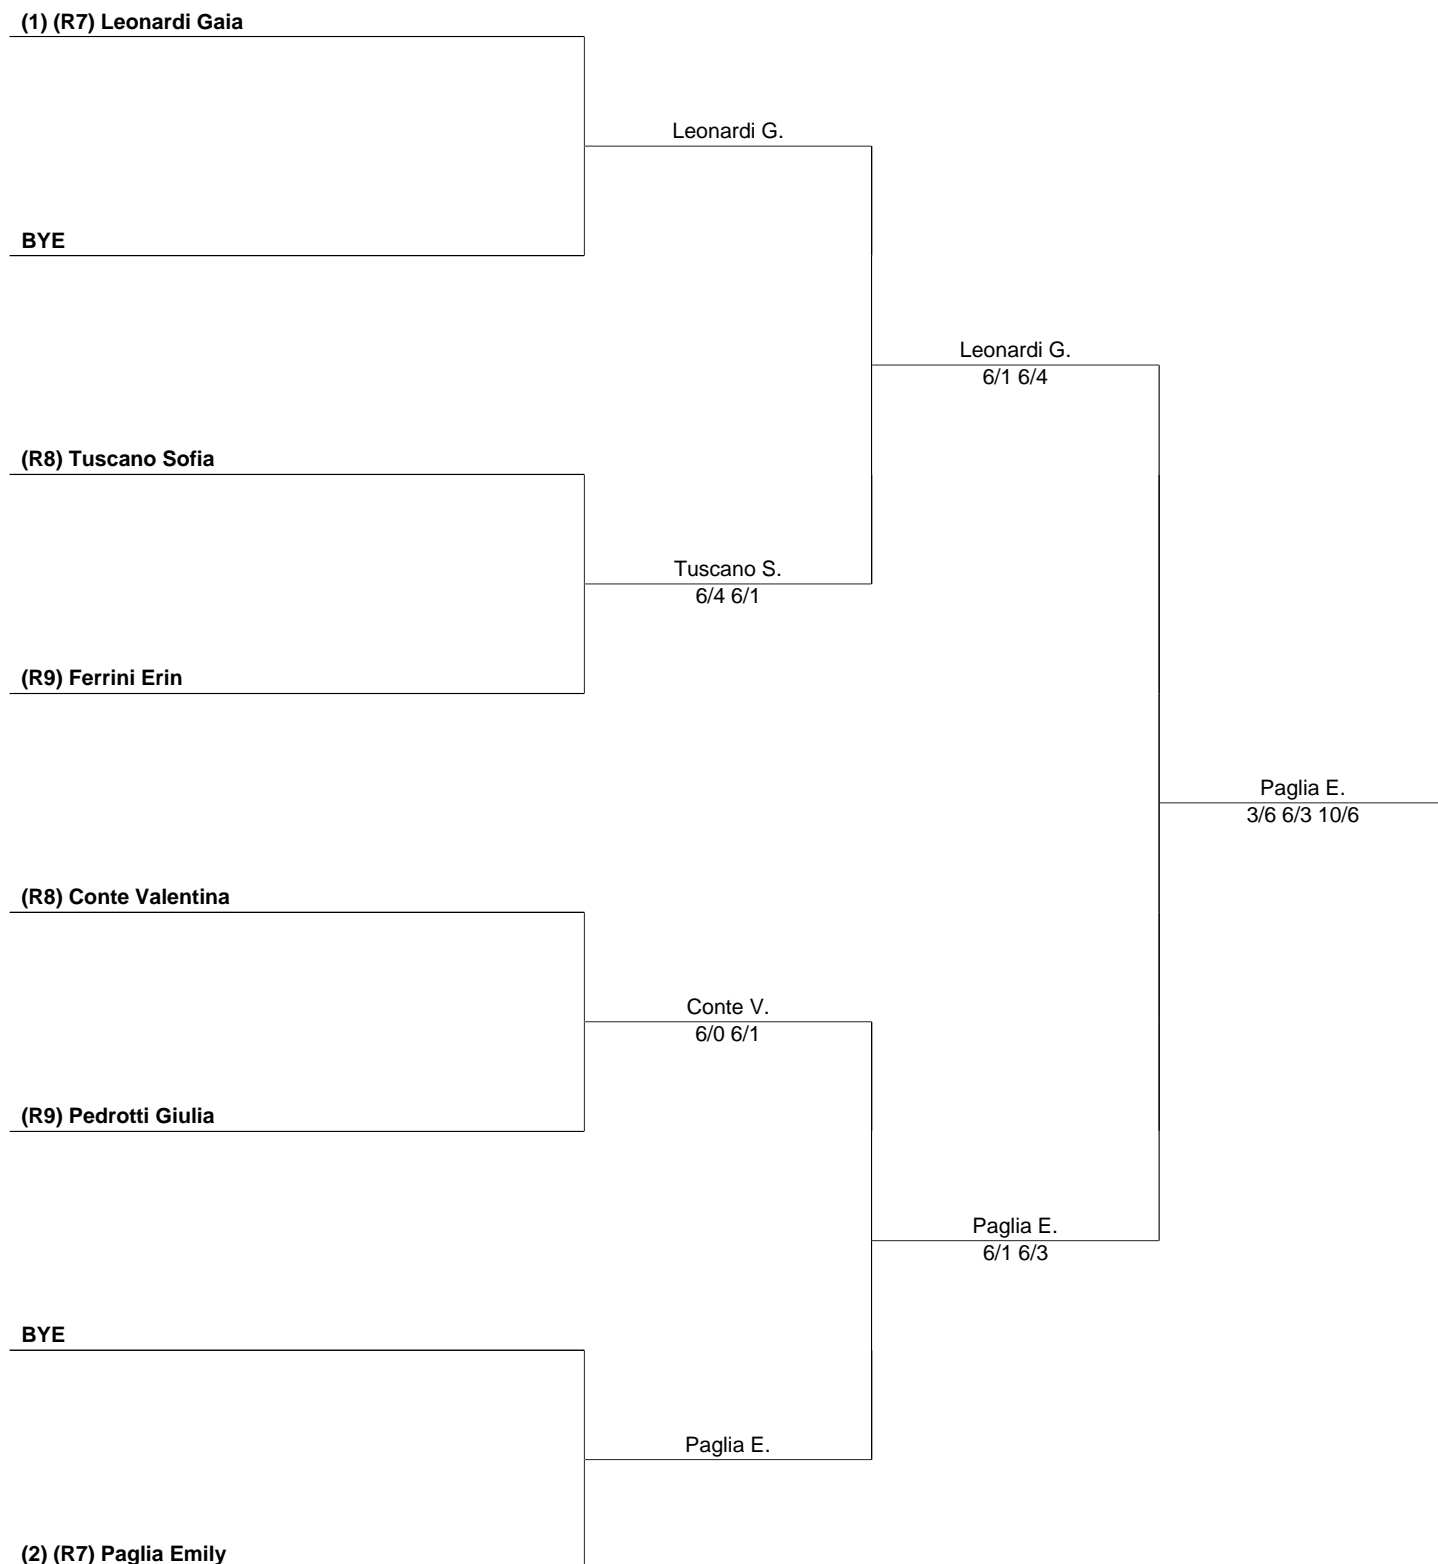 (1) (R7) Leonardi Gaia
Leonardi G.
BYE
Leonardi G.
6/1 6/4
(R8) Tuscano Sofia
Tuscano S.
6/4 6/1
(R9) Ferrini Erin
Paglia E.
3/6 6/3 10/6
(R8) Conte Valentina
Conte V.
6/0 6/1
(R9) Pedrotti Giulia
Paglia E.
6/1 6/3
BYE
Paglia E.
(2) (R7) Paglia Emily